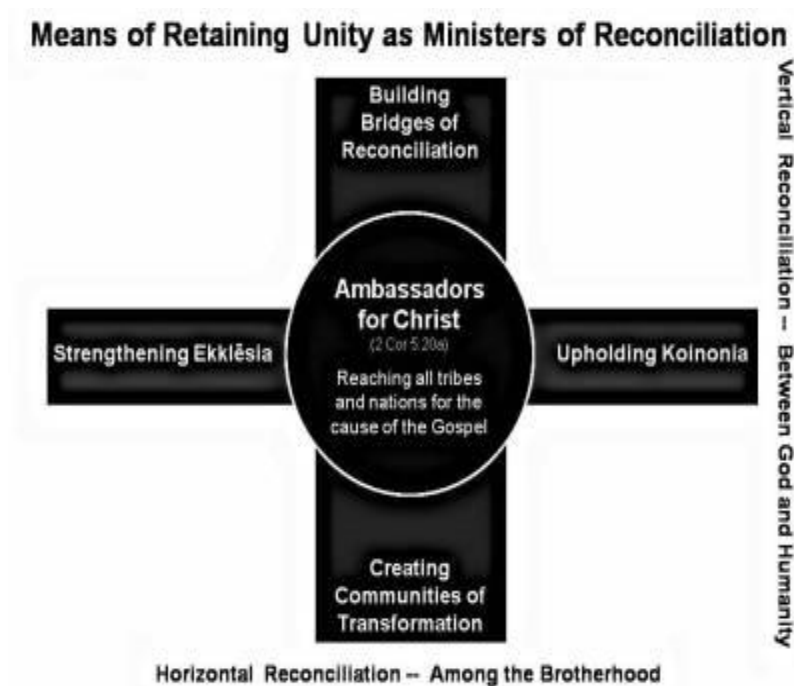 Means of Retaining Unity as Ministers of Reconciliation
Building
Bridges of
Reconciliation
Vertical Reconciliation -- Between God and Humanity
Ambassadors
for Christ
(2 Cor 5.20a)
Reaching all tribes
and nations for the
cause of the Gospel
Strengthening Ekklēsia
Upholding Koinonia
Creating
Communities of
Transformation
Horizontal Reconciliation -- Among the Brotherhood